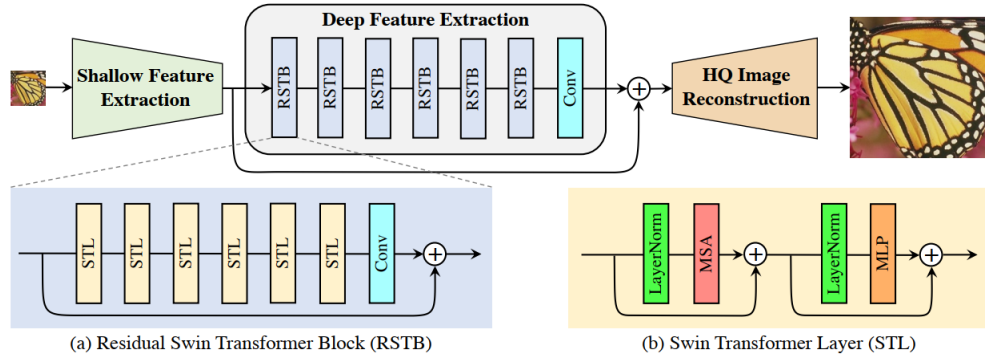 Deep Feature Extraction
Shallow Feature
Extraction
RSTB
RSTB
RSTB
RSTB
RSTB
RSTB
Conv
+
HQ Image
Reconstruction
STL
STL
STL
STL
STL
STL
Conv
+
LayerNorm
MSA
+
LayerNorm
MLP
+
(a) Residual Swin Transformer Block (RSTB)
(b) Swin Transformer Layer (STL)